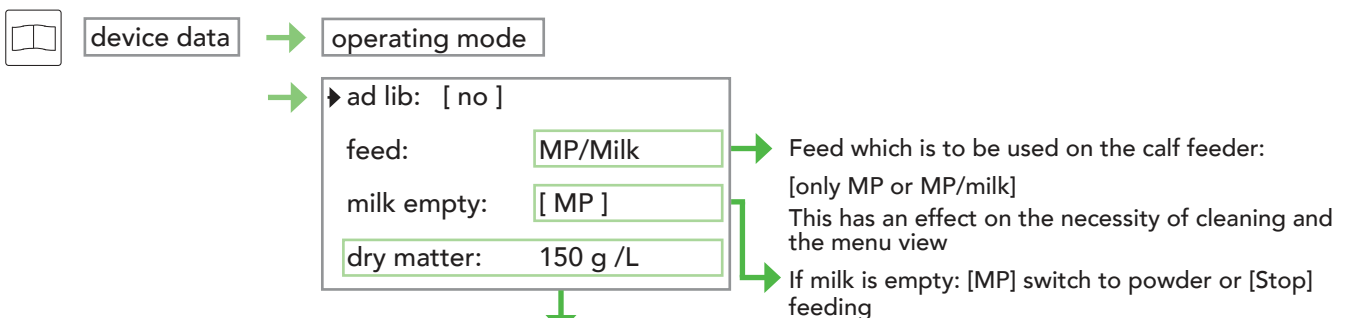 device data
operating mode
ad lib: [ no ]
feed: MP/Milk
milk empty: [ MP ]
dry matter: 150 g /L
Feed which is to be used on the calf feeder:
[only MP or MP/milk]
This has an effect on the necessity of cleaning and
the menu view
If milk is empty: [MP] switch to powder or [Stop]
feeding